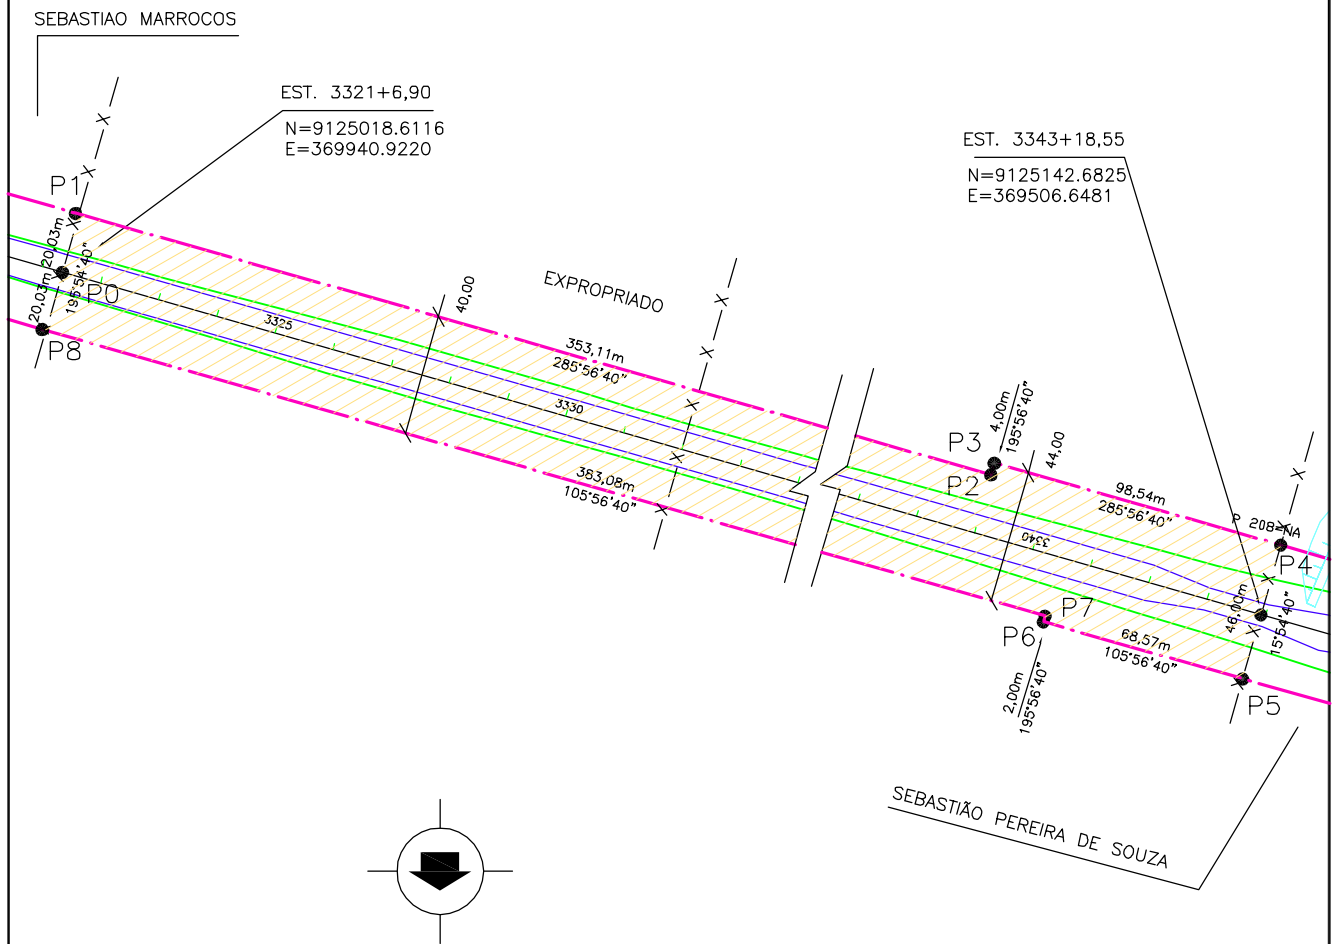 SEBASTIAO MARROCOS
EST. 3321+6,90
N=9125018.6116
E=369940.9220
EST. 3343+18,55
N=9125142.6825
E=369506.6481
P1
20,03m
195°54'40"
P0
20,03m
P8
3325
40,00
EXPROPRIADO
353,11m
285°56'40"
3330
383,08m
105°56'40"
P3
P2
4,00m
195°56'40"
44,00
98,54m
285°56'40"
3340
P4
46,00m
15°54'40"
P7
P6
68,57m
105°56'40"
2,00m
195°56'40"
P5
SEBASTIÃO PEREIRA DE SOUZA